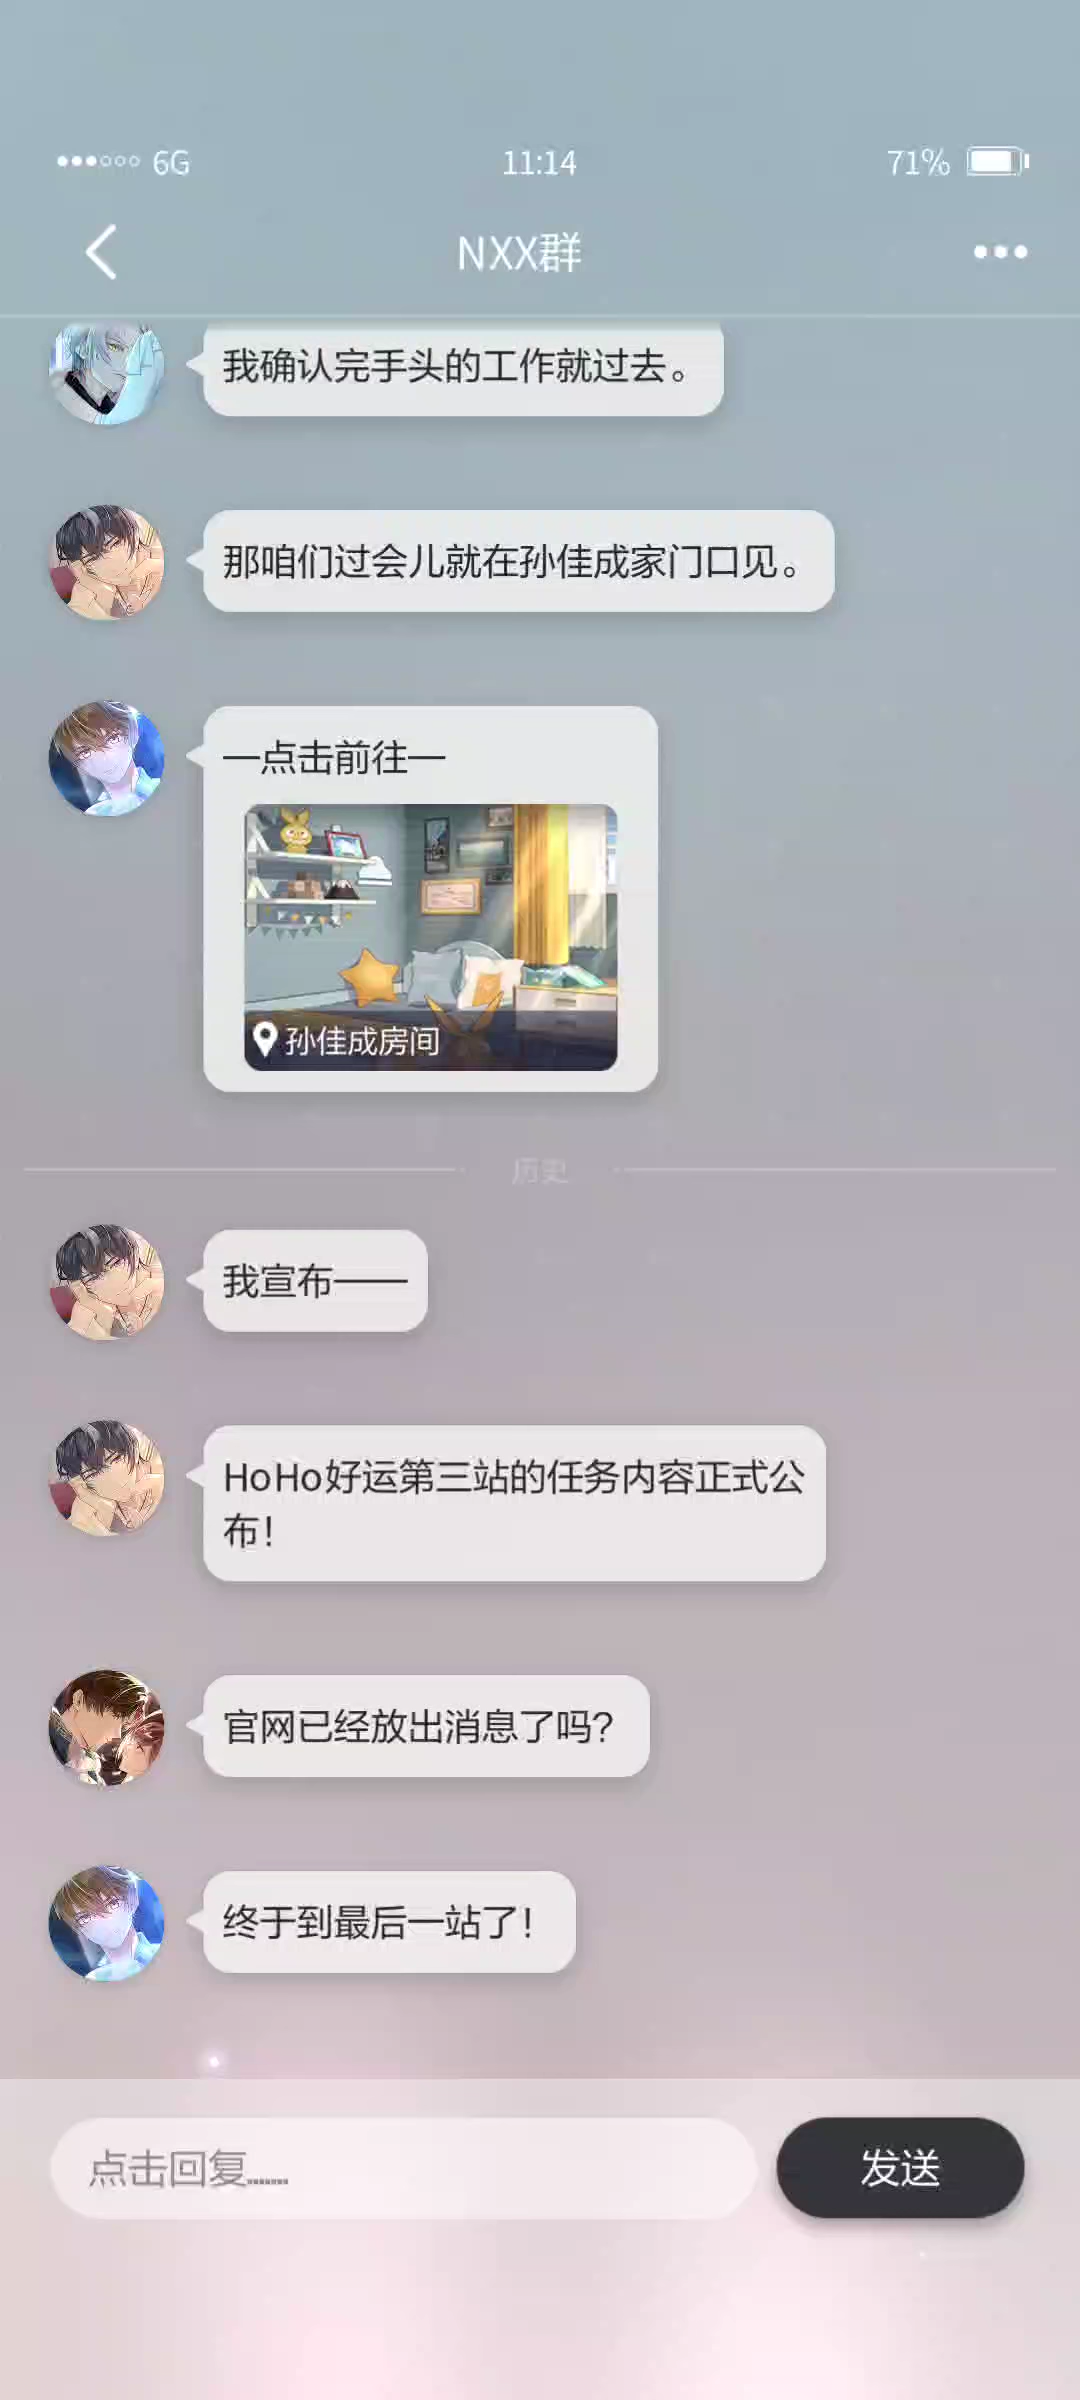 6G 11:14 71%
NXX群
我确认完手头的工作就过去。
那咱们过会儿就在孙佳成家门口见。
—点击前往—
孙佳成房间
历史
我宣布——
HoHo好运第三站的任务内容正式公
布！
官网已经放出消息了吗？
终于到最后一站了！
点击回复......
发送